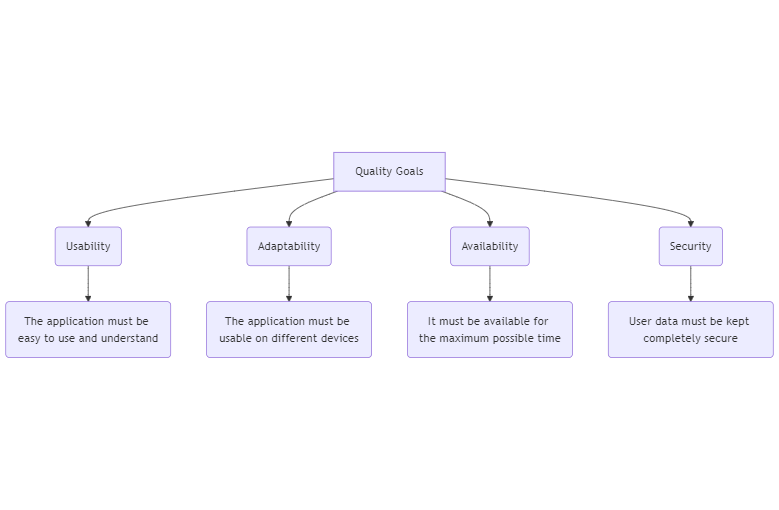 Quality Goals
Usability
Adaptability
Availability
Security
The application must be
easy to use and understand
The application must be
usable on different devices
It must be available for
the maximum possible time
User data must be kept
completely secure